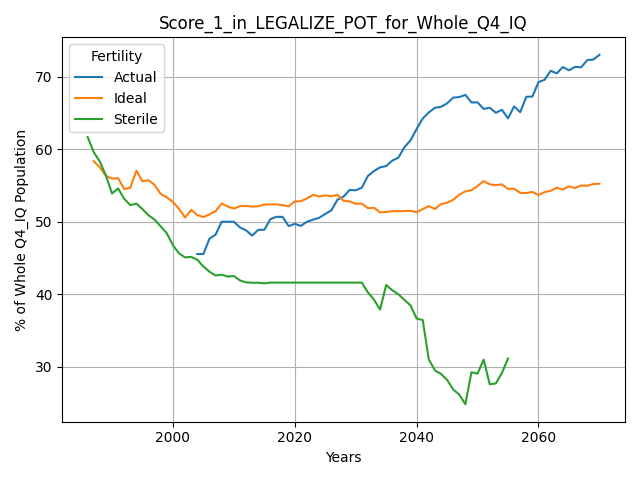 Score_1_in_LEGALIZE_POT_for_Whole_Q4_IQ
Fertility
Actual
Ideal
Sterile
% of Whole Q4_IQ Population
70
60
50
40
30
2000
2020
2040
2060
Years